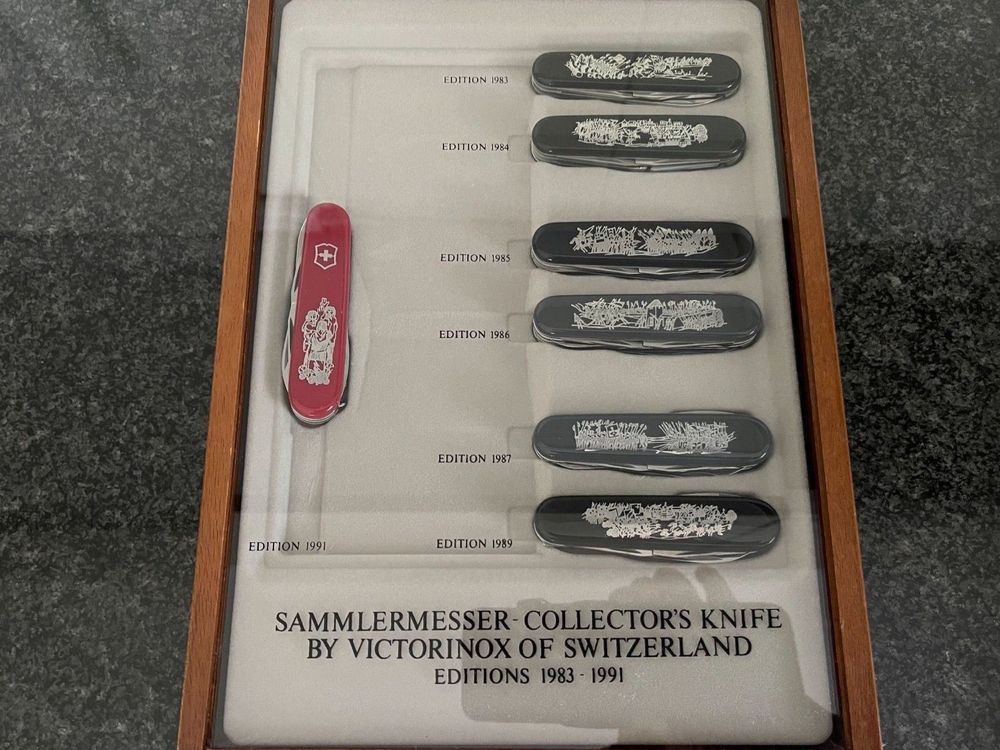 EDITION 1983
EDITION 1984
EDITION 1985
EDITION 1986
EDITION 1987
EDITION 1989
EDITION 1991
SAMMLERMESSER - COLLECTOR'S KNIFE
BY VICTORINOX OF SWITZERLAND
EDITIONS 1983 - 1991